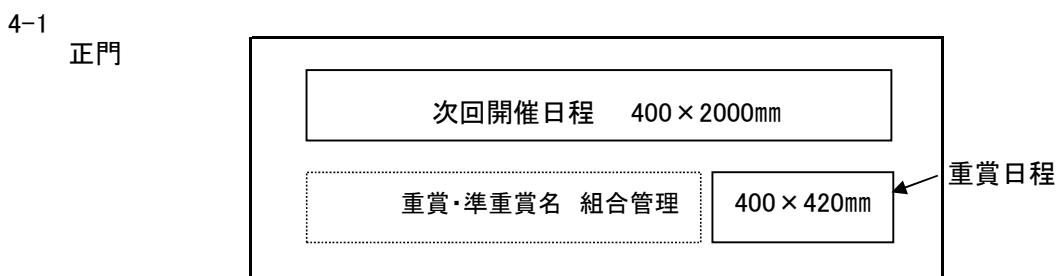 4-1
正門
次回開催日程　400×2000㎜
重賞日程
重賞・準重賞名　組合管理
400×420㎜